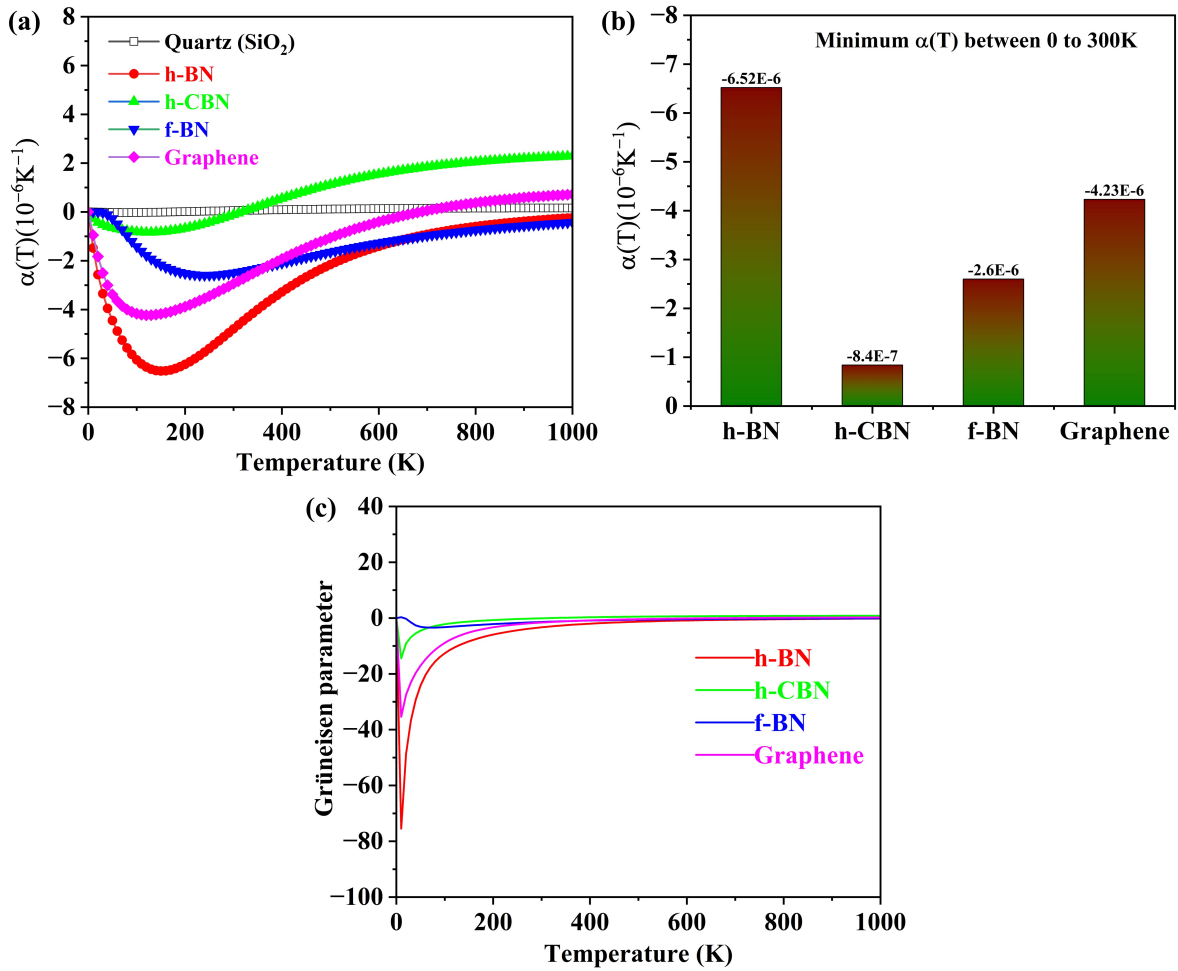 (a)
8
6
4
2
0
−2
−4
−6
−8
α(T)(10⁻⁶K⁻¹)
Quartz (SiO₂)
h-BN
h-CBN
f-BN
Graphene
0 200 400 600 800 1000
Temperature (K)
(b)
−8
−7
−6
−5
−4
−3
−2
−1
0
α(T)(10⁻⁶K⁻¹)
Minimum α(T) between 0 to 300K
-6.52E-6
-8.4E-7
-2.6E-6
-4.23E-6
h-BN h-CBN f-BN Graphene
(c)
40
20
0
−20
−40
−60
−80
−100
Grüneisen parameter
h-BN
h-CBN
f-BN
Graphene
0 200 400 600 800 1000
Temperature (K)